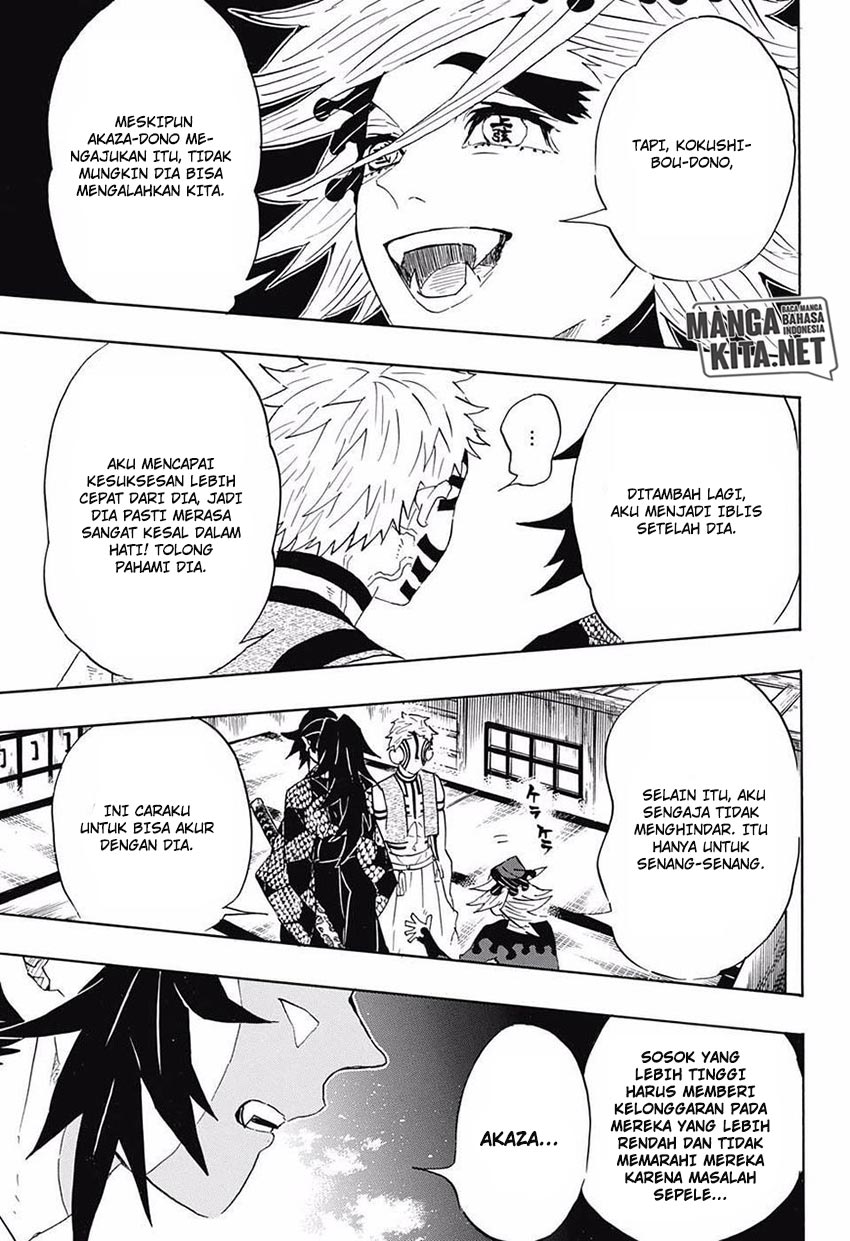 TAPI, KOKUSHI-
BOU-DONO,
MESKIPUN
AKAZA-DONO ME-
NGAJUKAN ITU, TIDAK
MUNGKIN DIA BISA
MENGALAHKAN KITA.
MANGA
KITA.NET
BACA MANGA
BAHASA
INDONESIA
DITAMBAH LAGI,
AKU MENJADI IBLIS
SETELAH DIA.
...
AKU MENCAPAI
KESUKSESAN LEBIH
CEPAT DARI DIA, JADI
DIA PASTI MERASA
SANGAT KESAL DALAM
HATI! TOLONG
PAHAMI DIA.
SELAIN ITU, AKU
SENGAJA TIDAK
MENGHINDAR. ITU
HANYA UNTUK
SENANG-SENANG.
ケラ
ケラ
INI CARAKU
UNTUK BISA AKUR
DENGAN DIA.
SOSOK YANG
LEBIH TINGGI
HARUS MEMBERI
KELONGGARAN PADA
MEREKA YANG LEBIH
RENDAH DAN TIDAK
MEMARAHI MEREKA
KARENA MASALAH
SEPELE...
AKAZA...